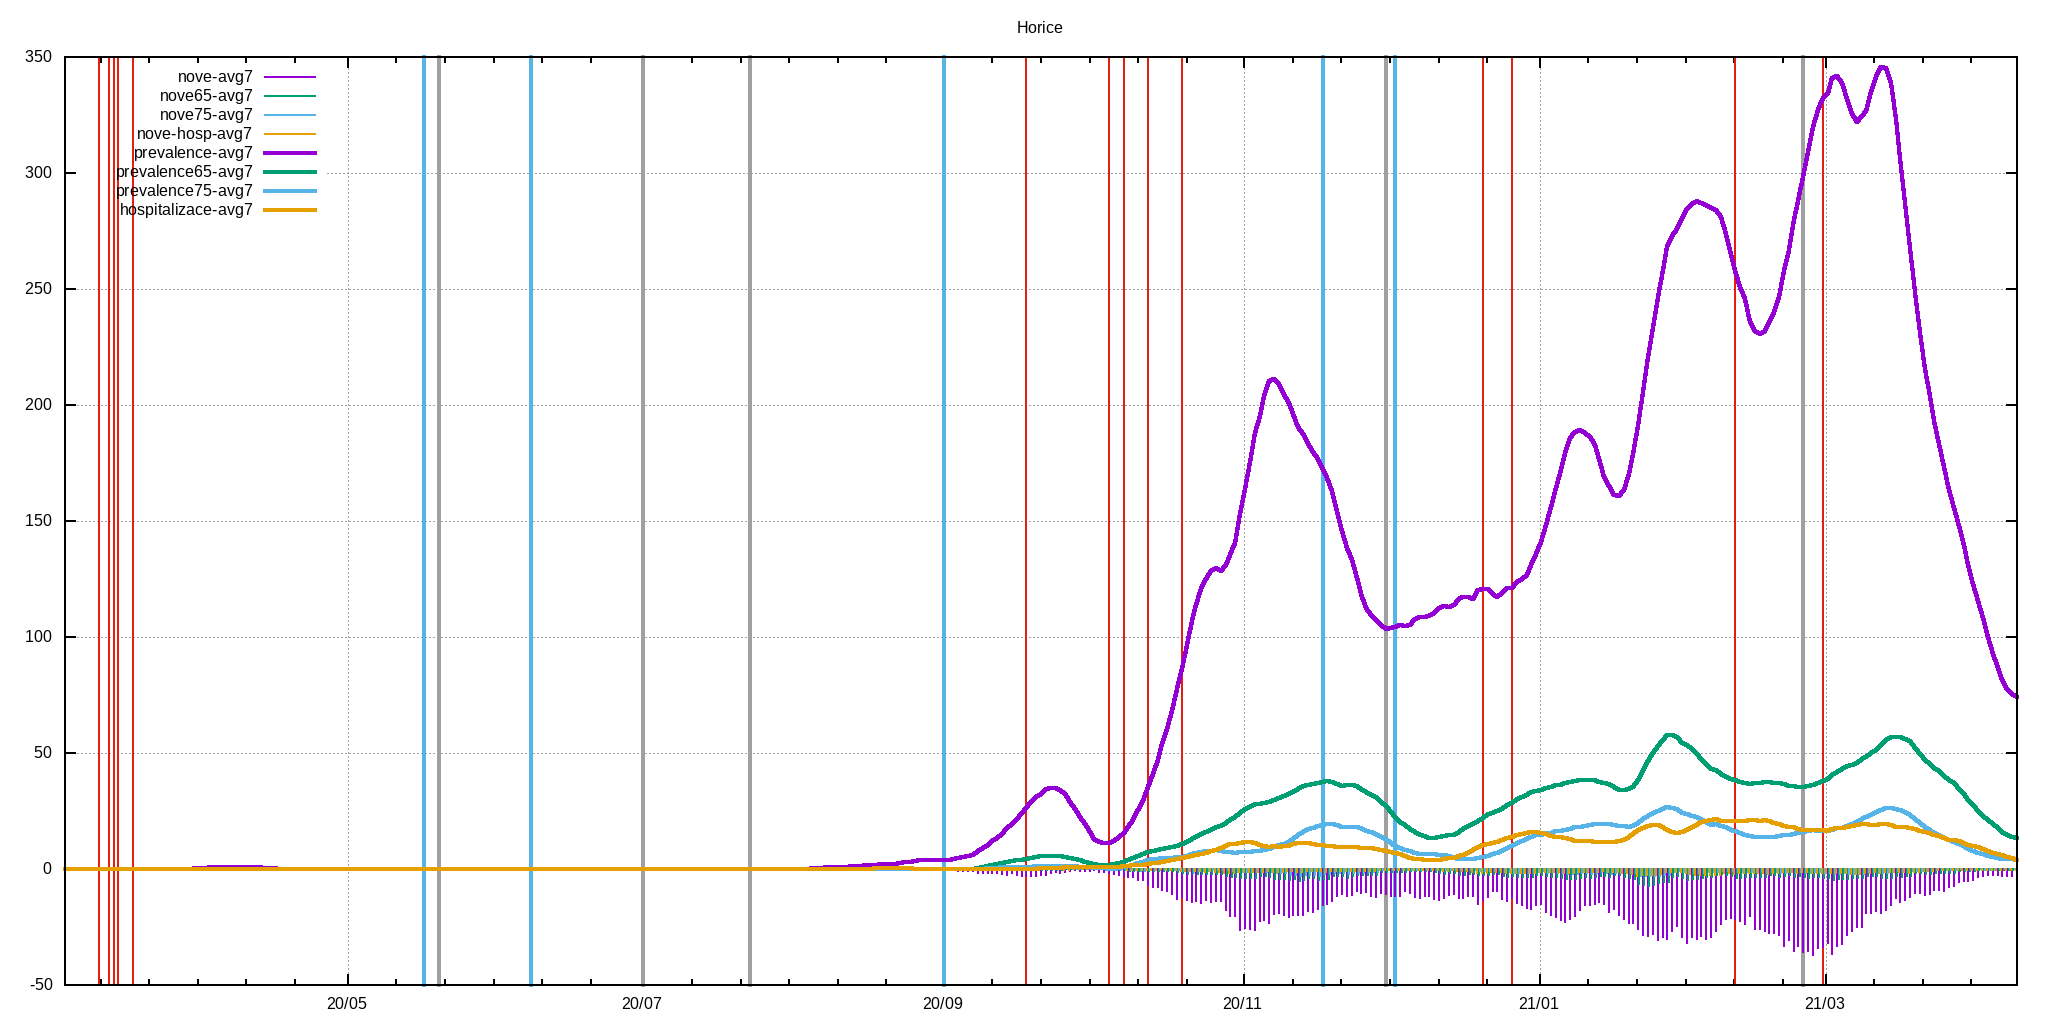 Horice
350
300
250
200
150
100
50
0
-50
nove-avg7
nove65-avg7
nove75-avg7
nove-hosp-avg7
prevalence-avg7
prevalence65-avg7
prevalence75-avg7
hospitalizace-avg7
20/05 20/07 20/09 20/11 21/01 21/03